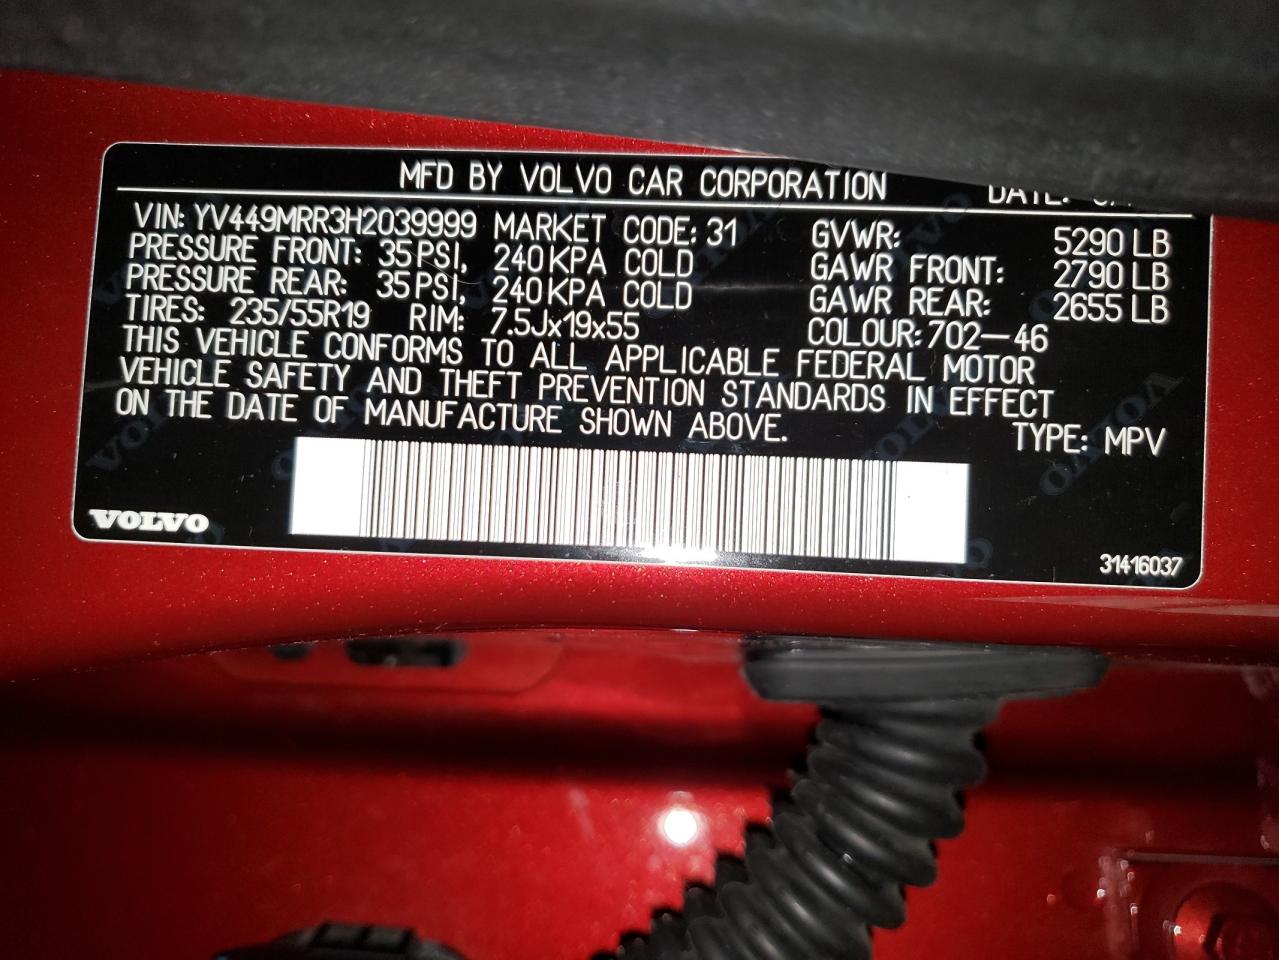 MFD BY VOLVO CAR CORPORATION DATE:
VIN: YV449MRR3H2039999 MARKET CODE: 31 GVWR: 5290 LB
PRESSURE FRONT: 35 PSI, 240 KPA COLD GAWR FRONT: 2790 LB
PRESSURE REAR: 35 PSI, 240 KPA COLD GAWR REAR: 2655 LB
TIRES: 235/55R19 RIM: 7.5Jx19x55 COLOUR: 702-46
THIS VEHICLE CONFORMS TO ALL APPLICABLE FEDERAL MOTOR
VEHICLE SAFETY AND THEFT PREVENTION STANDARDS IN EFFECT
ON THE DATE OF MANUFACTURE SHOWN ABOVE. TYPE: MPV
VOLVO
31416037